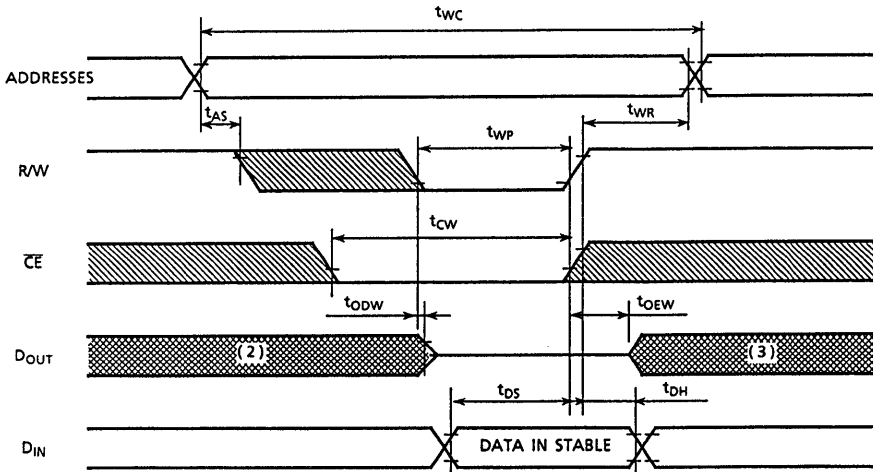 tWC
ADDRESSES
tAS
tWP
tWR
R/W
tCW
CE
tODW
tOEW
DOUT
(2)
(3)
tDS
tDH
DIN
DATA IN STABLE